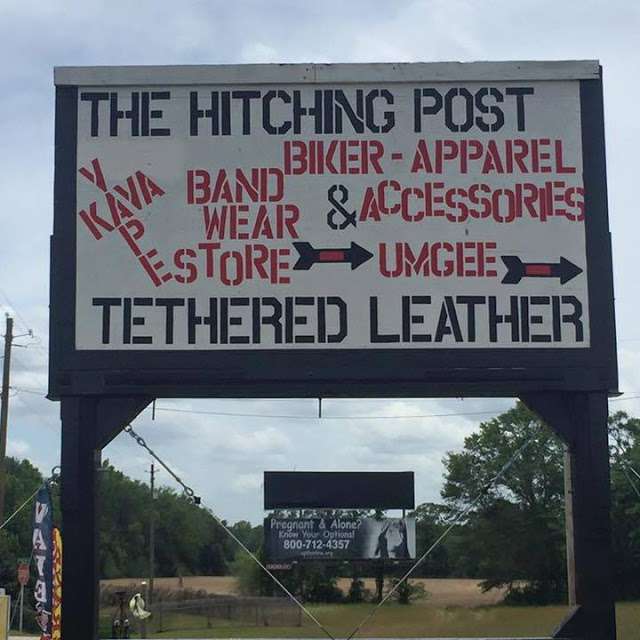 THE HITCHING POST
BIKER-APPAREL
VAPE
KAVA
BAND
WEAR
& ACCESSORIES
STORE
UMGEE
TETHERED LEATHER
Pregnant & Alone?
Know Your Options!
800-712-4357